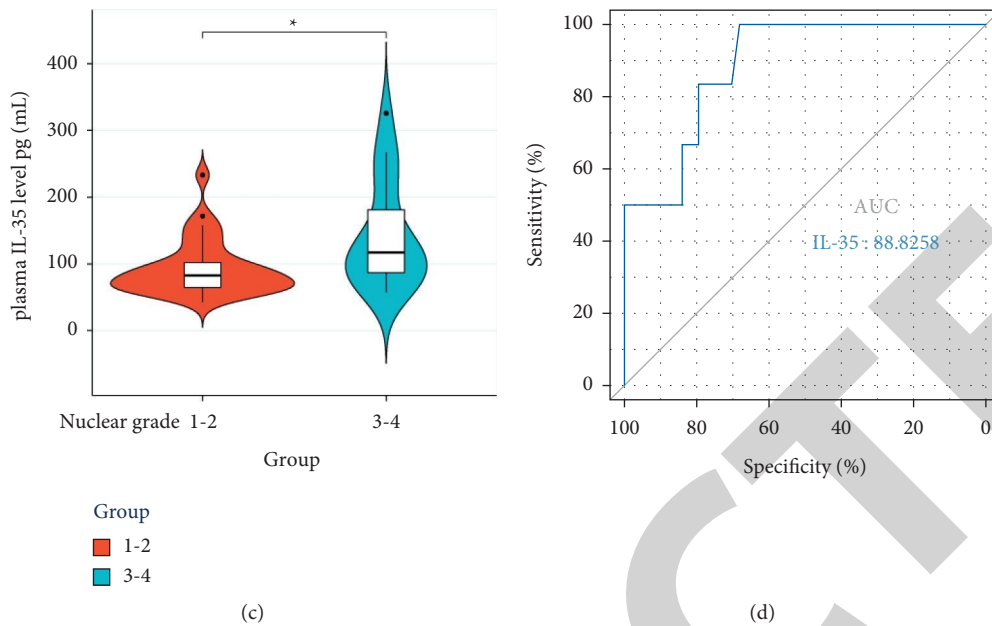 *
400
300
200
100
0
plasma IL-35 level pg (mL)
Nuclear grade 1-2
3-4
Group
Group
1-2
3-4
(c)
100
80
60
40
20
0
Sensitivity (%)
AUC
IL-35 : 88.8258
100
80
60
40
20
0
Specificity (%)
(d)